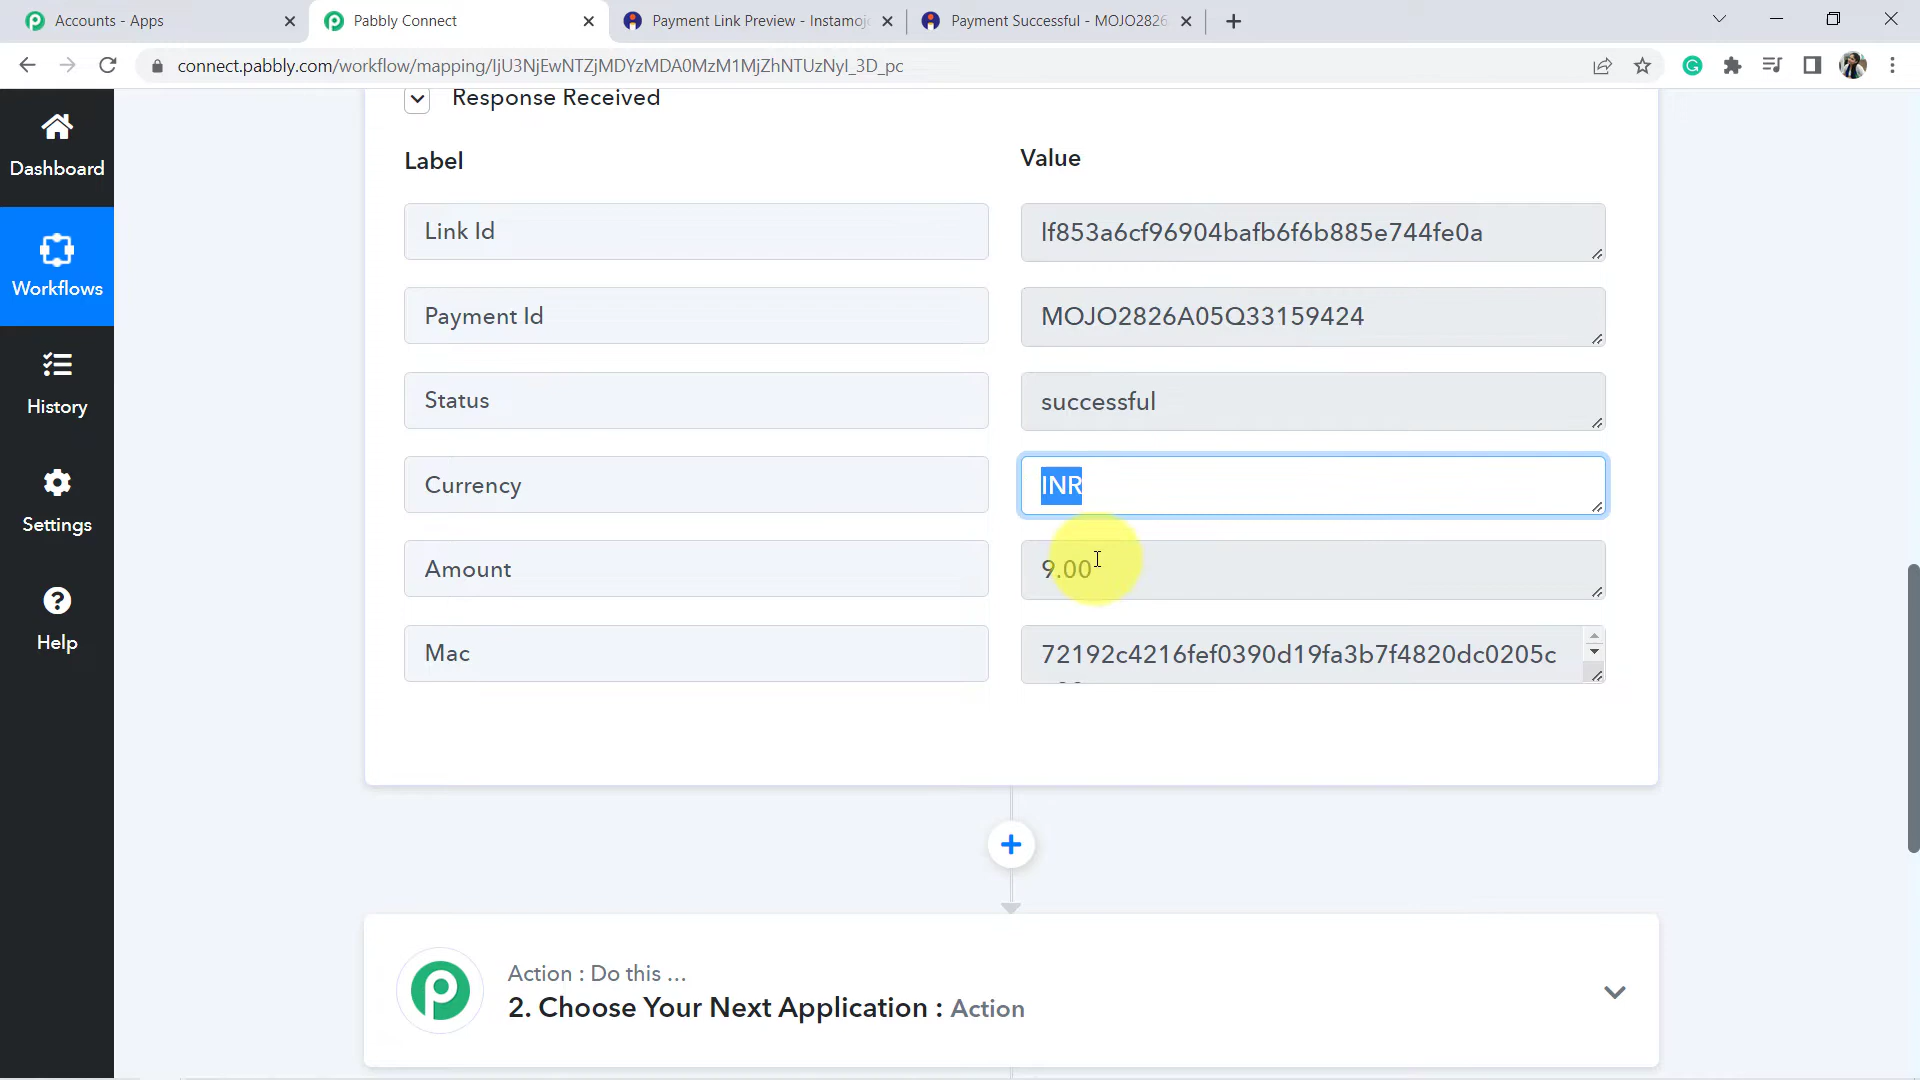 Accounts - Apps
Pabbly Connect
Payment Link Preview - Instamojo
Payment Successful - MOJO2826
connect.pabbly.com/workflow/mapping/IjU3NjEwNTZjMDYzMDA0MzM1MjZhNTUzNyI_3D_pc
Dashboard
Workflows
History
Settings
Help
Response Received
Label
Value
Link Id
lf853a6cf96904bafb6f6b885e744fe0a
Payment Id
MOJO2826A05Q33159424
Status
successful
Currency
INR
Amount
9.00
Mac
72192c4216fef0390d19fa3b7f4820dc0205c
Action : Do this ...
2. Choose Your Next Application : Action